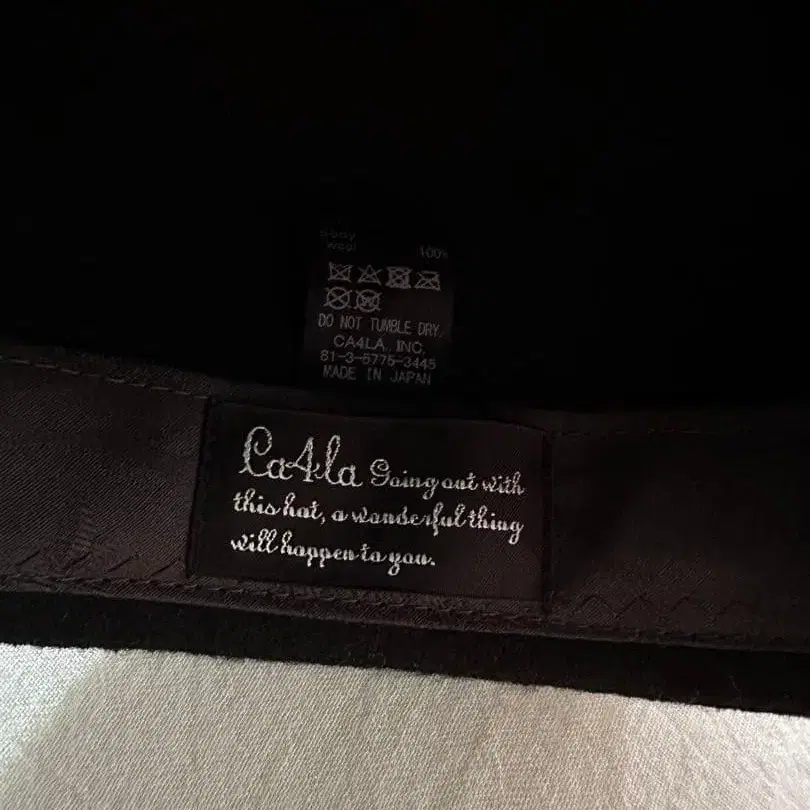 body
wool 100%
DO NOT TUMBLE DRY.
CA4LA, INC.
81-3-5775-3445
MADE IN JAPAN
Ca4la Going out with
this hat, a wonderful thing
will happen to you.